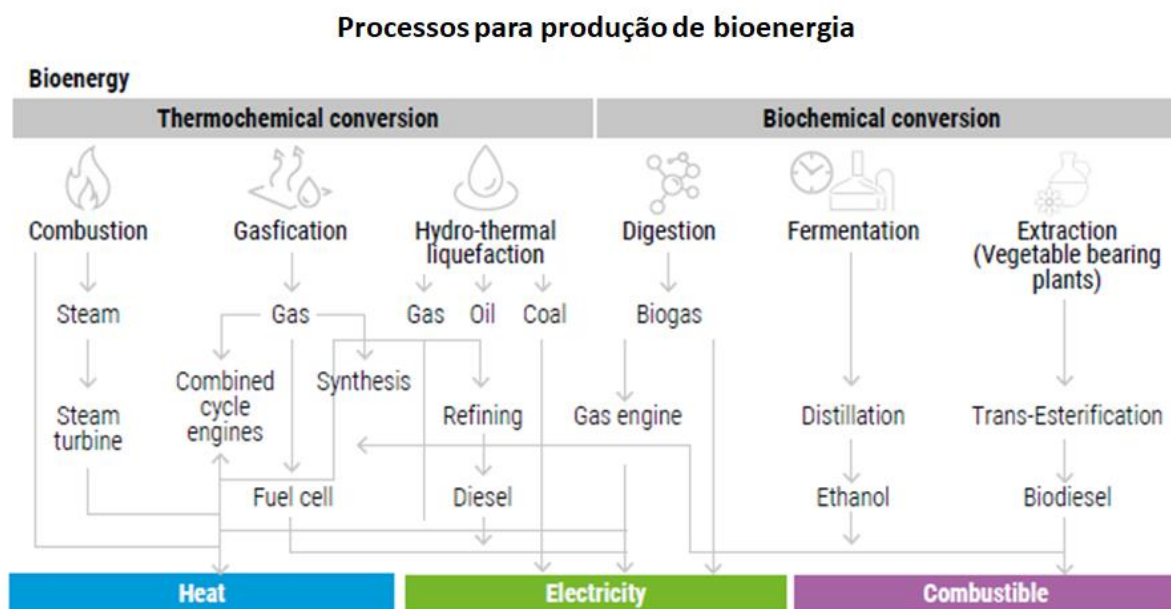 Processos para produção de bioenergia
Bioenergy
Thermochemical conversion
Biochemical conversion
Combustion
Gasfication
Hydro-thermal
liquefaction
Digestion
Fermentation
Extraction
(Vegetable bearing
plants)
Steam
Gas
Gas
Oil
Coal
Biogas
Combined
cycle
engines
Synthesis
Steam
turbine
Refining
Gas engine
Distillation
Trans-Esterification
Fuel cell
Diesel
Ethanol
Biodiesel
Heat
Electricity
Combustible